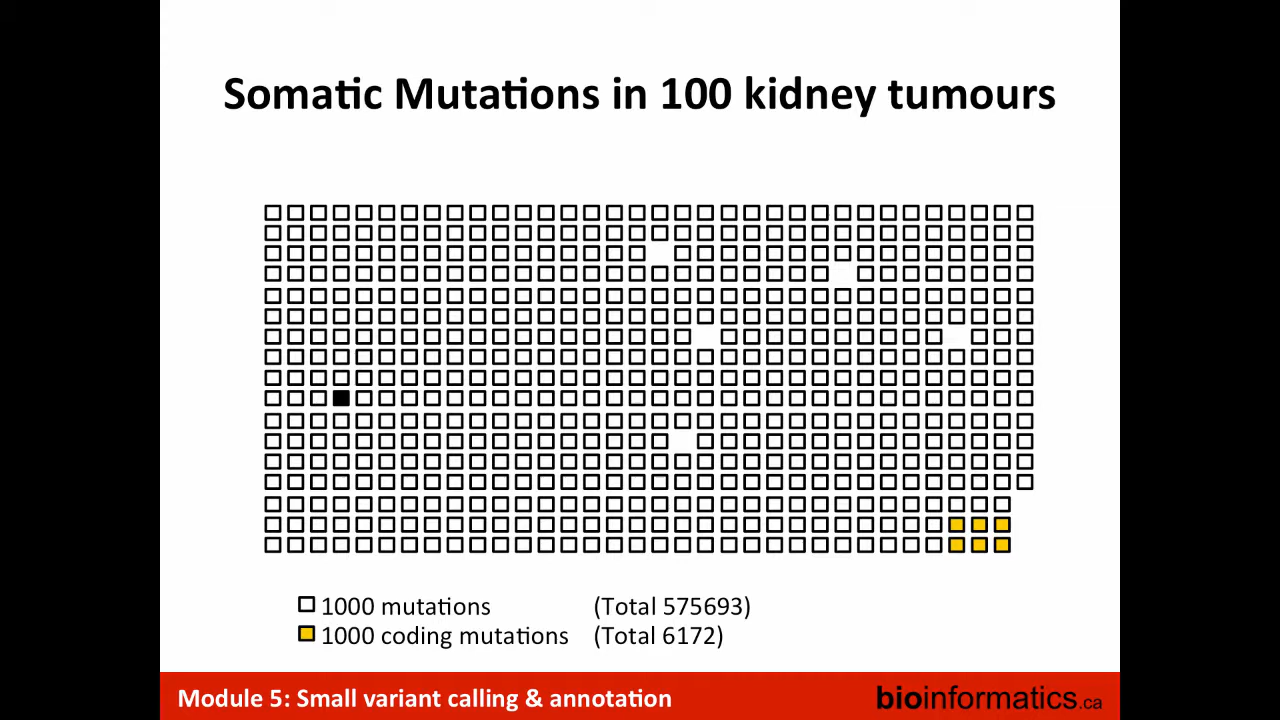 Somatic Mutations in 100 kidney tumours
1000 mutations (Total 575693)
1000 coding mutations (Total 6172)
Module 5: Small variant calling & annotation
bioinformatics.ca